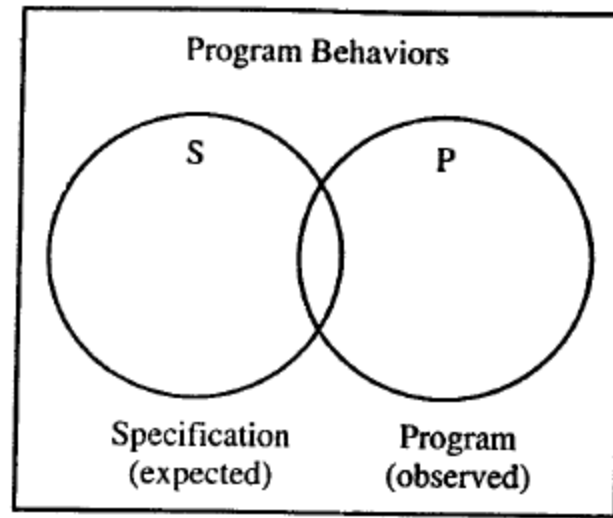 Program Behaviors
S
P
Specification
(expected)
Program
(observed)